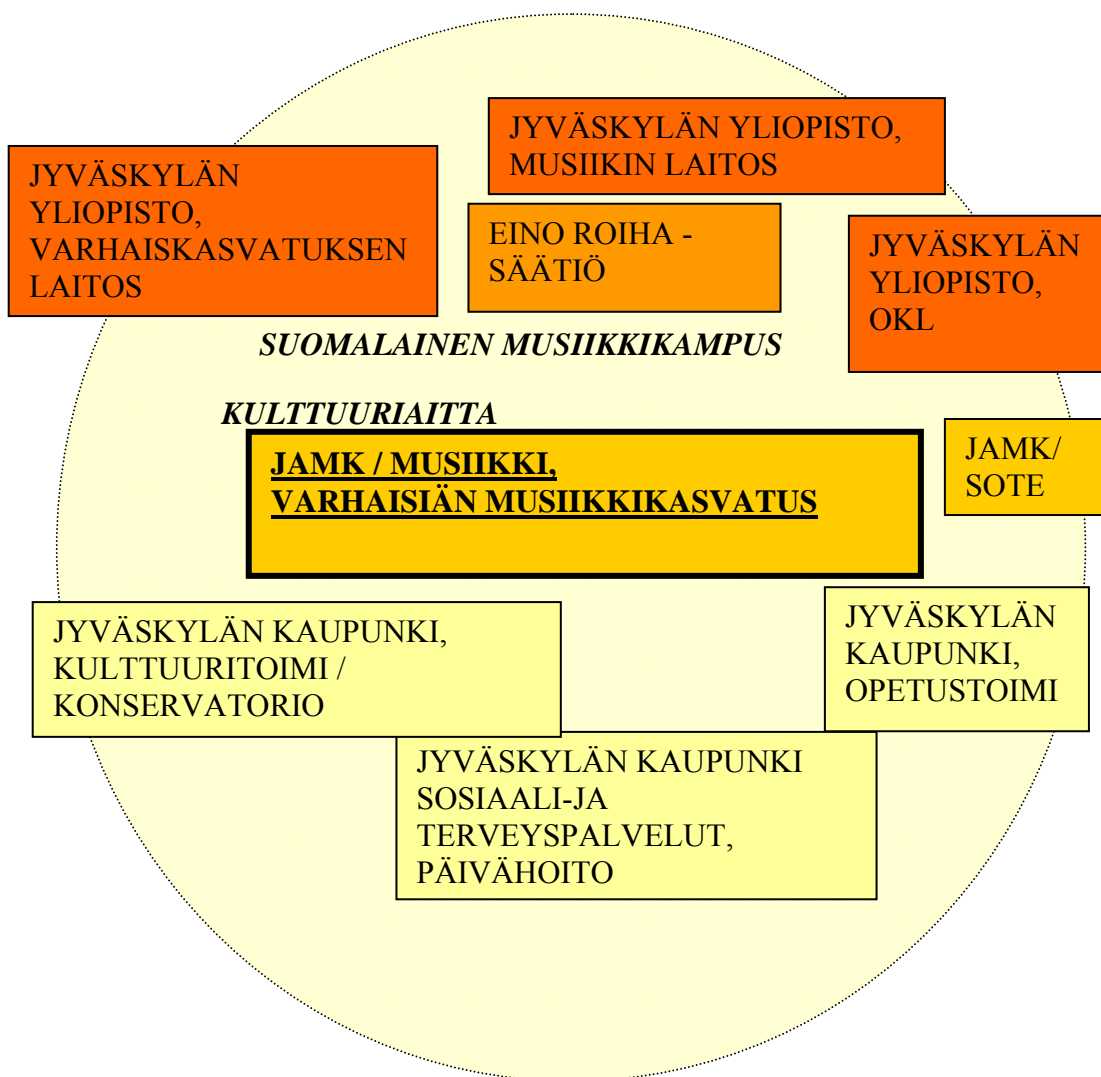 JYVÄSKYLÄN YLIOPISTO,
MUSIIKIN LAITOS
JYVÄSKYLÄN
YLIOPISTO,
VARHAISKASVATUKSEN
LAITOS
EINO ROIHA -
SÄÄTIÖ
JYVÄSKYLÄN
YLIOPISTO,
OKL
SUOMALAINEN MUSIIKKIKAMPUS
KULTTUURIAITTA
JAMK / MUSIIKKI,
VARHAISIÄN MUSIIKKIKASVATUS
JAMK/
SOTE
JYVÄSKYLÄN KAUPUNKI,
KULTTUURITOIMI /
KONSERVATORIO
JYVÄSKYLÄN
KAUPUNKI,
OPETUSTOIMI
JYVÄSKYLÄN KAUPUNKI
SOSIAALI-JA
TERVEYSPALVELUT,
PÄIVÄHOITO